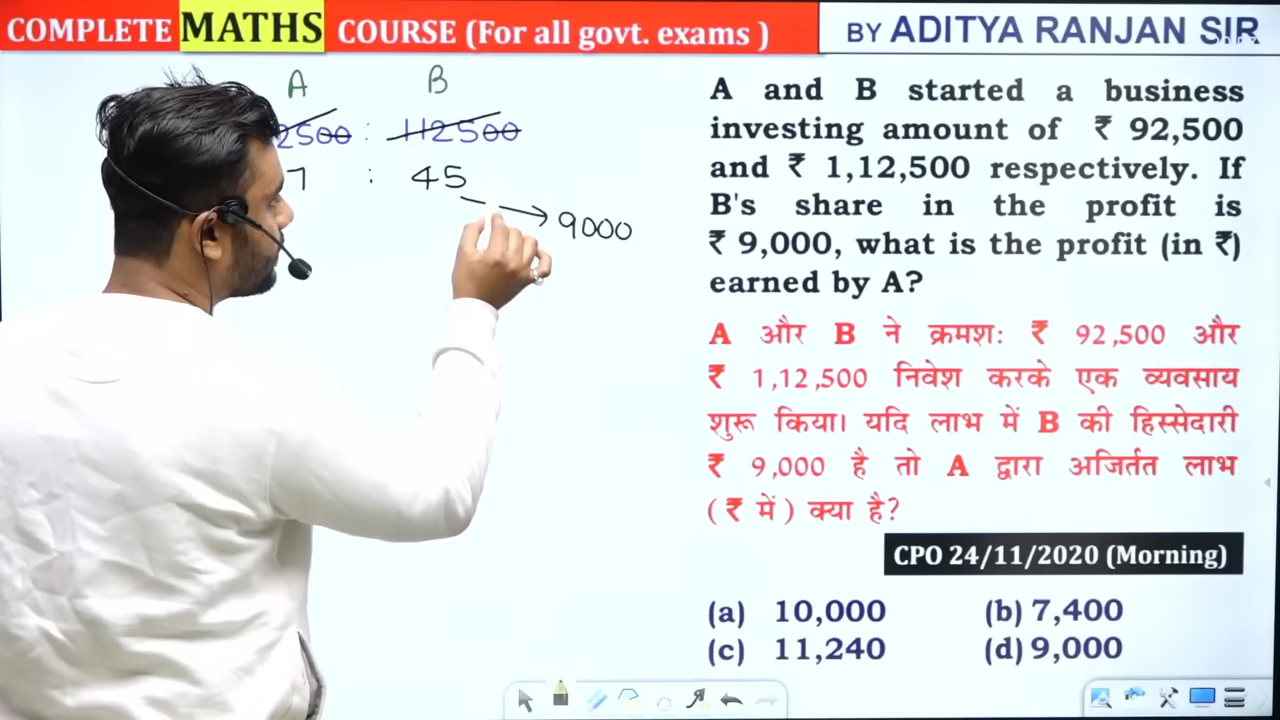 COMPLETE MATHS COURSE (For all govt. exams )
BY ADITYA RANJAN SIR
A B
2500 : 112500
7 : 45
9000
A and B started a business
investing amount of ₹ 92,500
and ₹ 1,12,500 respectively. If
B's share in the profit is
₹ 9,000, what is the profit (in ₹)
earned by A?
A और B ने क्रमशः ₹ 92,500 और
₹ 1,12,500 निवेश करके एक व्यवसाय
शुरू किया। यदि लाभ में B की हिस्सेदारी
₹ 9,000 है तो A द्वारा अजिर्तत लाभ
(₹ में) क्या है?
CPO 24/11/2020 (Morning)
(a) 10,000 (b) 7,400
(c) 11,240 (d) 9,000